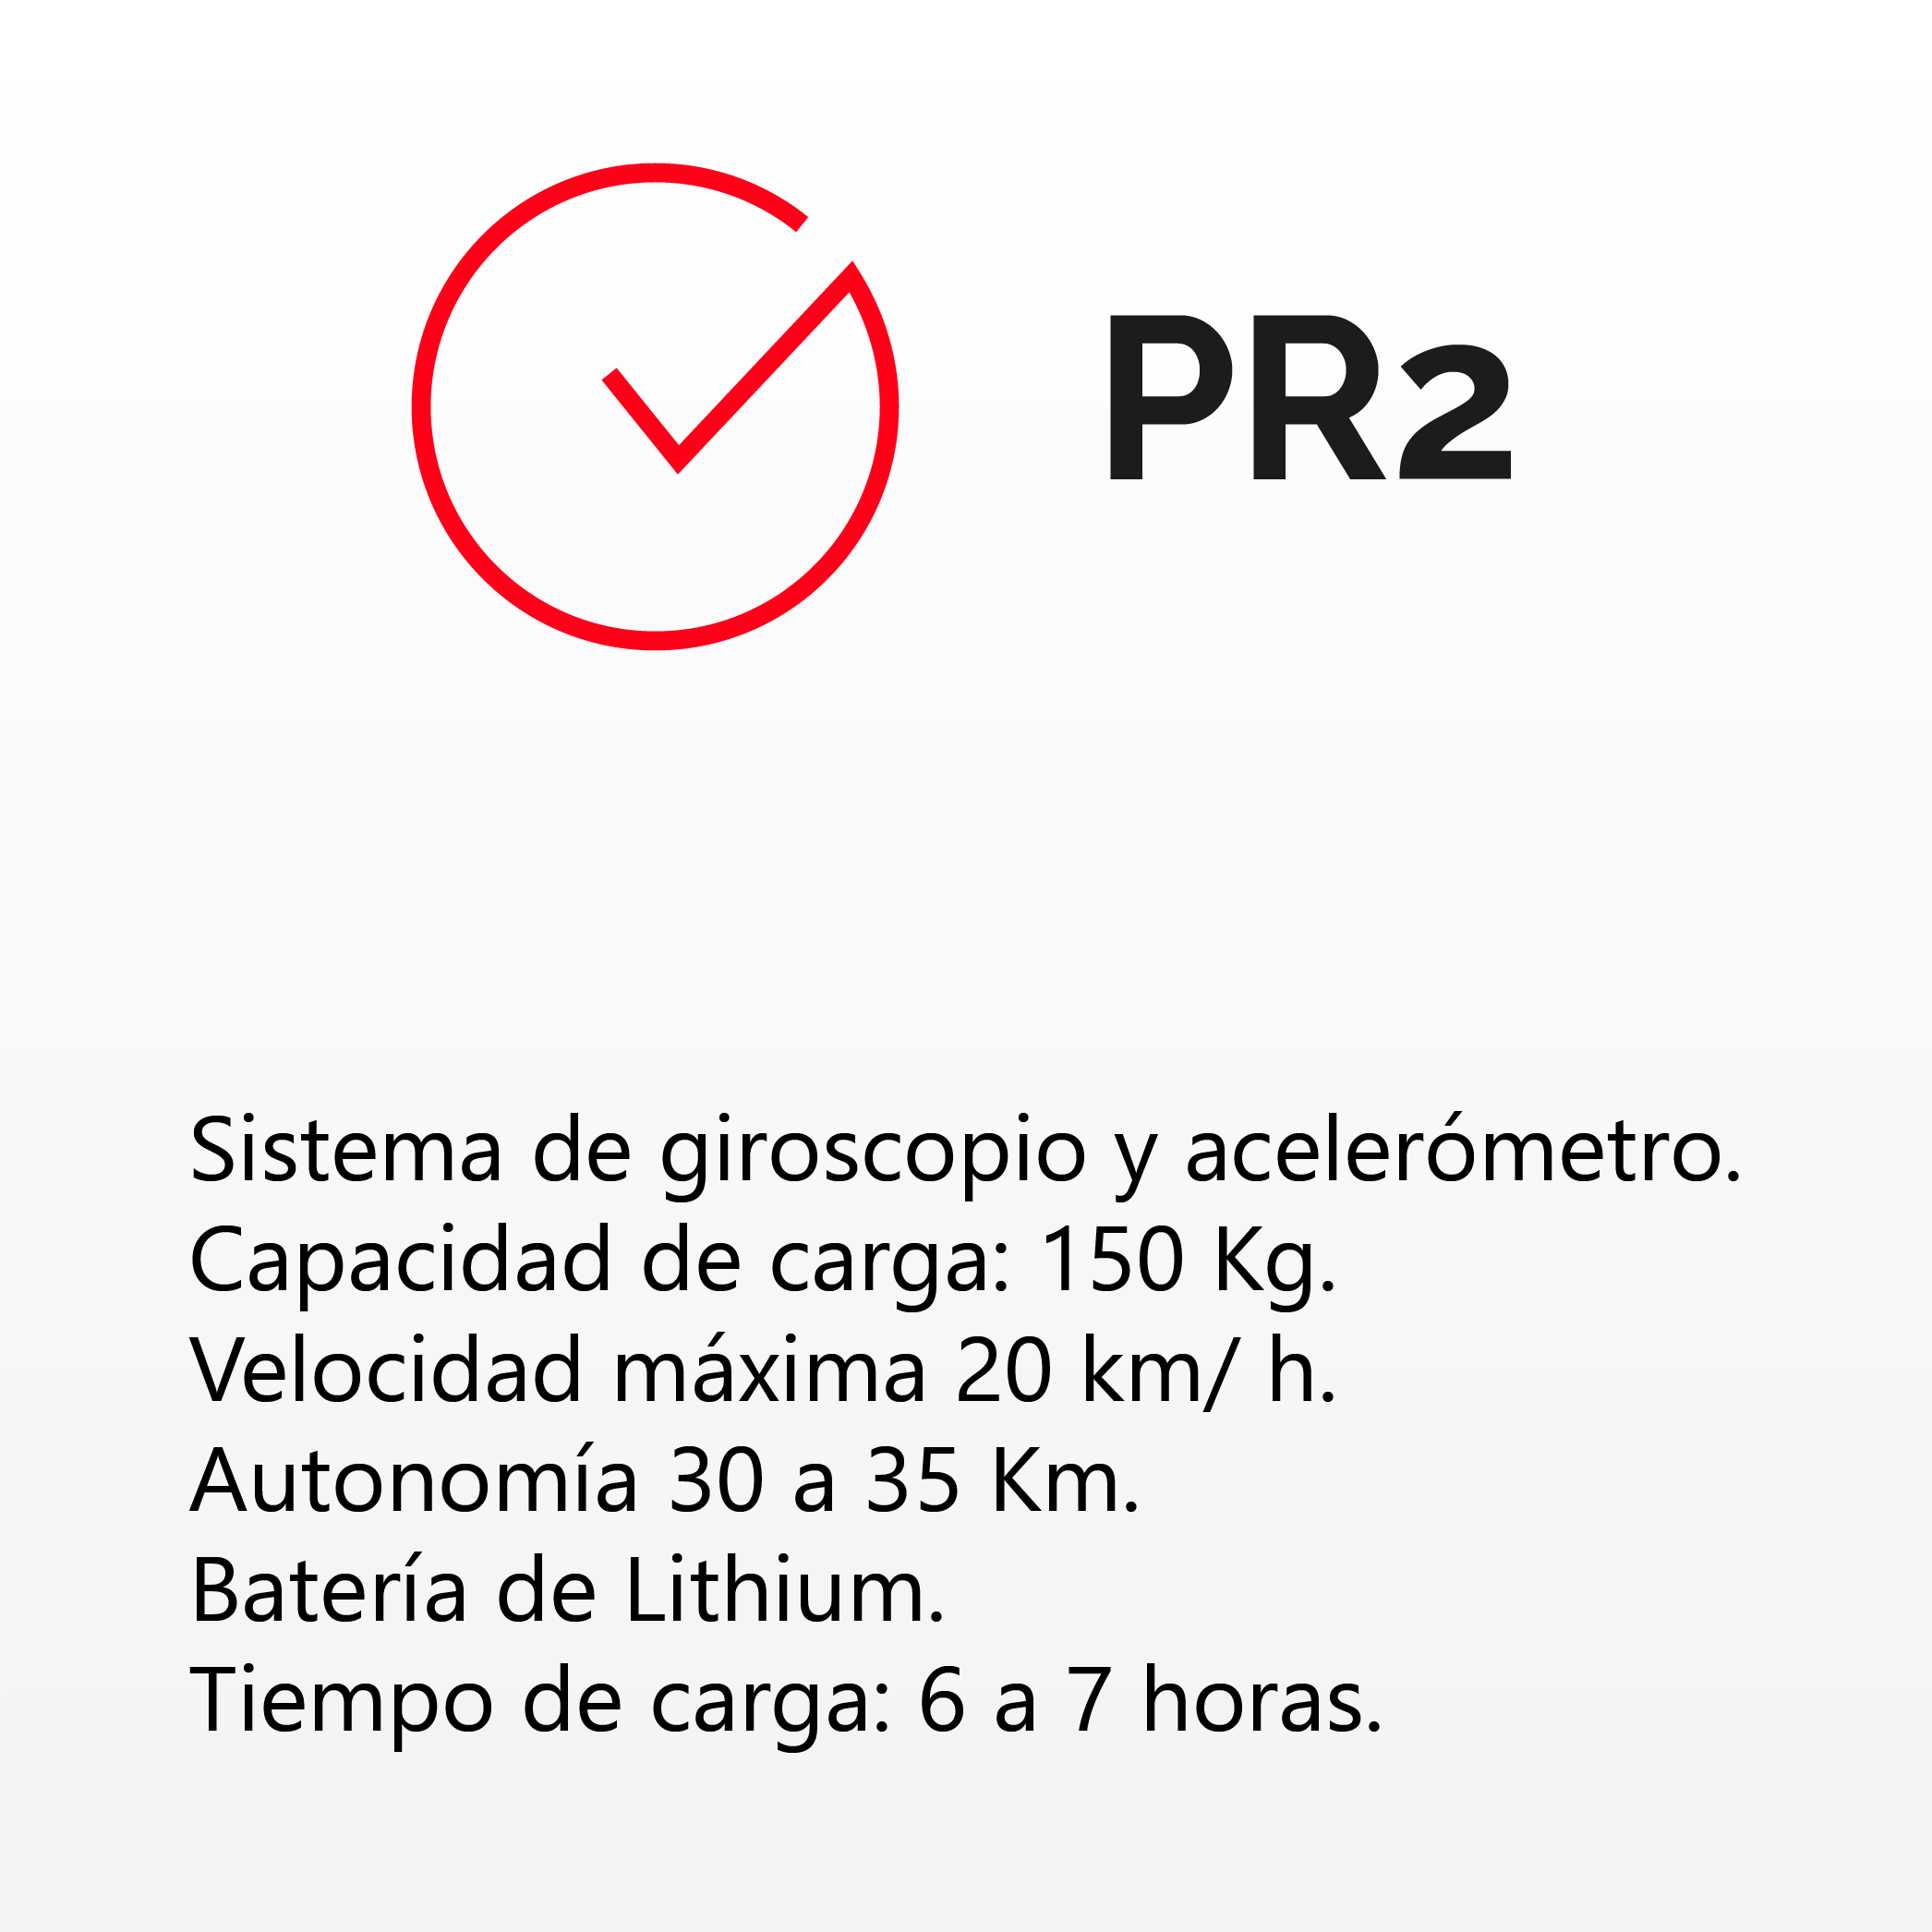 PR2
Sistema de giroscopio y acelerómetro.
Capacidad de carga: 150 Kg.
Velocidad máxima 20 km/ h.
Autonomía 30 a 35 Km.
Batería de Lithium.
Tiempo de carga: 6 a 7 horas.